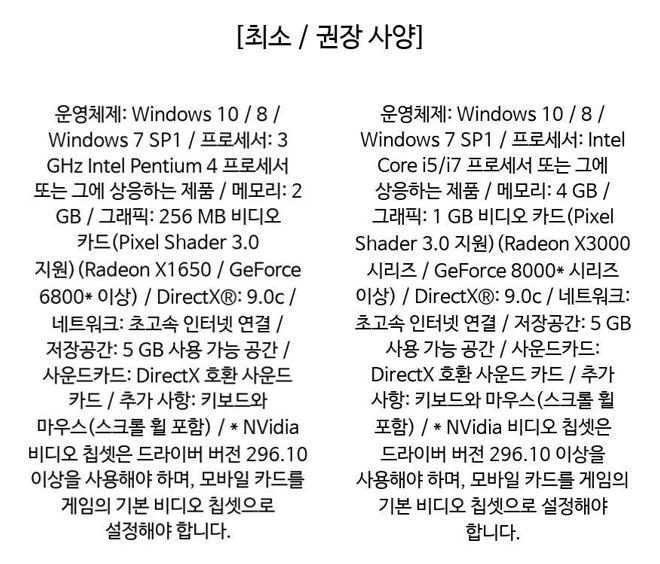 [최소 / 권장 사양]
운영체제: Windows 10 / 8 /
Windows 7 SP1 / 프로세서: 3
GHz Intel Pentium 4 프로세서
또는 그에 상응하는 제품 / 메모리: 2
GB / 그래픽: 256 MB 비디오
카드(Pixel Shader 3.0
지원) (Radeon X1650 / GeForce
6800* 이상) / DirectX®: 9.0c /
네트워크: 초고속 인터넷 연결 /
저장공간: 5 GB 사용 가능 공간 /
사운드카드: DirectX 호환 사운드
카드 / 추가 사항: 키보드와
마우스(스크롤 휠 포함) / * NVidia
비디오 칩셋은 드라이버 버전 296.10
이상을 사용해야 하며, 모바일 카드를
게임의 기본 비디오 칩셋으로
설정해야 합니다.
운영체제: Windows 10 / 8 /
Windows 7 SP1 / 프로세서: Intel
Core i5/i7 프로세서 또는 그에
상응하는 제품 / 메모리: 4 GB /
그래픽: 1 GB 비디오 카드(Pixel
Shader 3.0 지원) (Radeon X3000
시리즈 / GeForce 8000* 시리즈
이상) / DirectX®: 9.0c / 네트워크:
초고속 인터넷 연결 / 저장공간: 5 GB
사용 가능 공간 / 사운드카드:
DirectX 호환 사운드 카드 / 추가
사항: 키보드와 마우스(스크롤 휠
포함) / * NVidia 비디오 칩셋은
드라이버 버전 296.10 이상을
사용해야 하며, 모바일 카드를 게임의
기본 비디오 칩셋으로 설정해야
합니다.